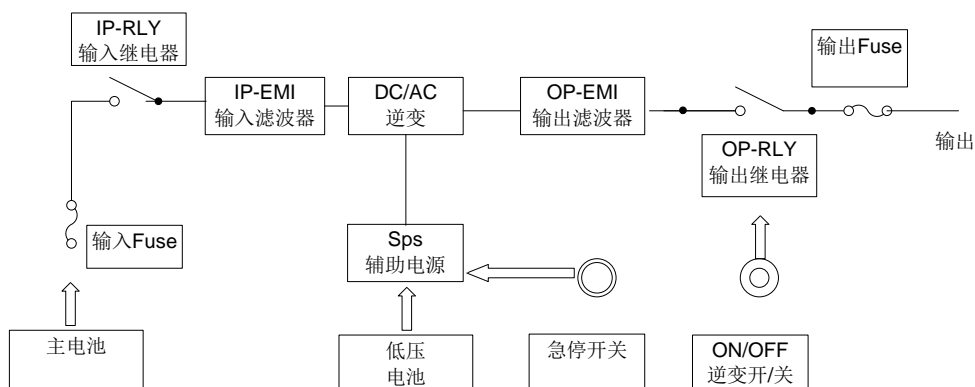 IP-RLY
输入继电器
输出Fuse
IP-EMI
输入滤波器
DC/AC
逆变
OP-EMI
输出滤波器
输出
OP-RLY
输出继电器
输入Fuse
Sps
辅助电源
主电池
低压
电池
急停开关
ON/OFF
逆变开/关